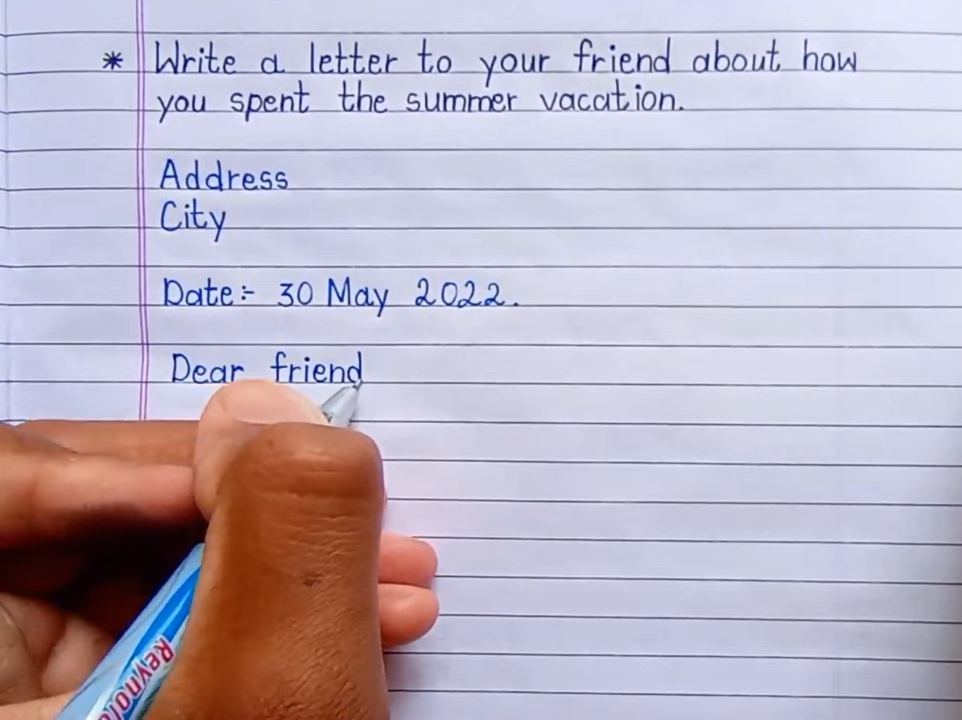 * Write a letter to your friend about how
you spent the summer vacation.
Address
City
Date:- 30 May 2022.
Dear friend